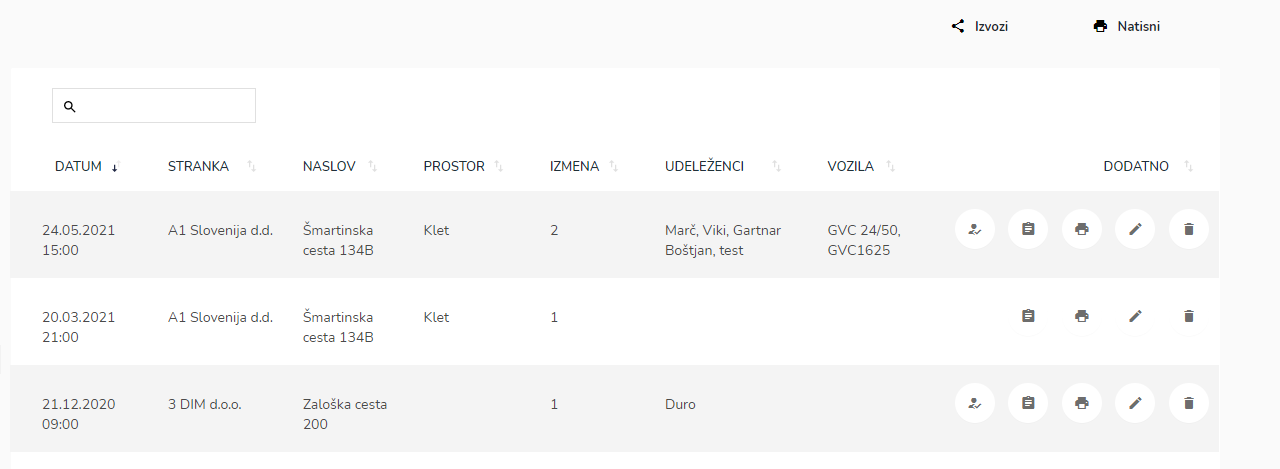 Izvozi Natisni
DATUM STRANKA NASLOV PROSTOR IZMENA UDELEŽENCI VOZILA DODATNO
24.05.2021 A1 Slovenija d.d. Šmartinska Klet 2 Marč, Viki, Gartnar GVC 24/50,
15:00 cesta 134B Boštjan, test GVC1625
20.03.2021 A1 Slovenija d.d. Šmartinska Klet 1
21:00 cesta 134B
21.12.2020 3 DIM d.o.o. Zaloška cesta 1 Duro
09:00 200